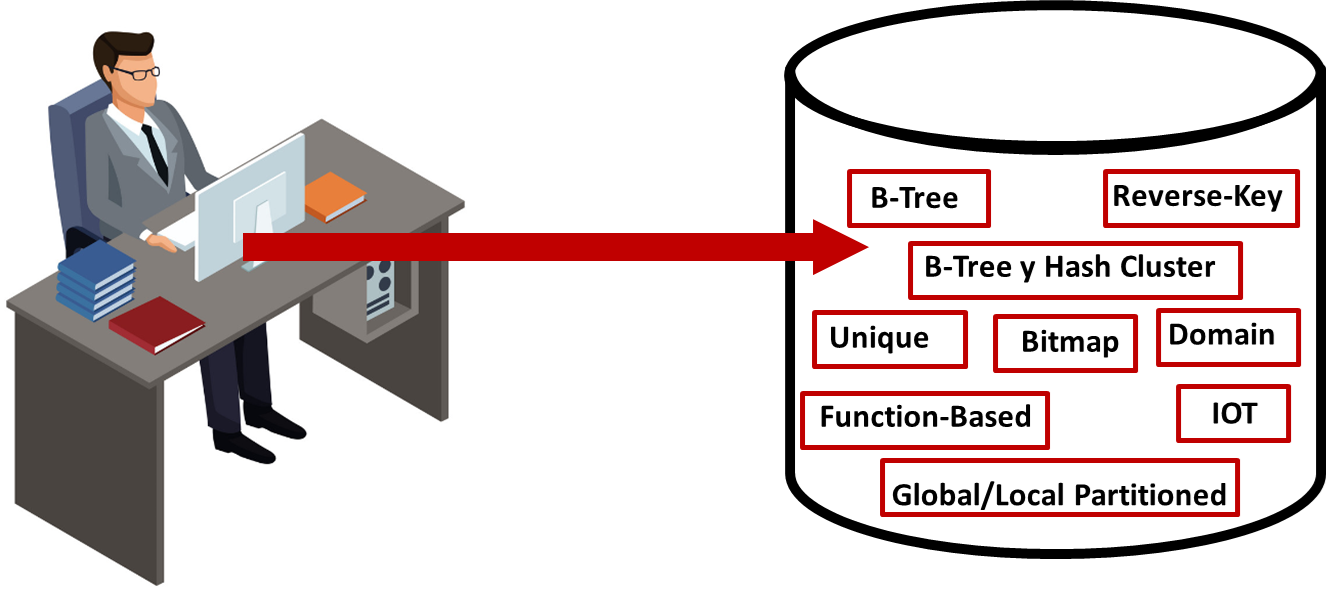 B-Tree
Reverse-Key
B-Tree y Hash Cluster
Unique
Bitmap
Domain
Function-Based
IOT
Global/Local Partitioned